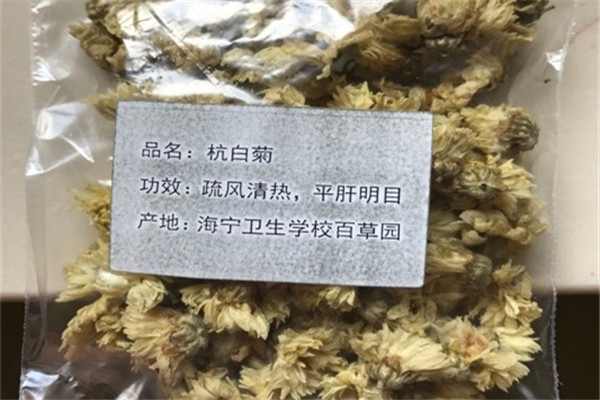 品名：杭白菊
功效：疏风清热，平肝明目
产地：海宁卫生学校百草园